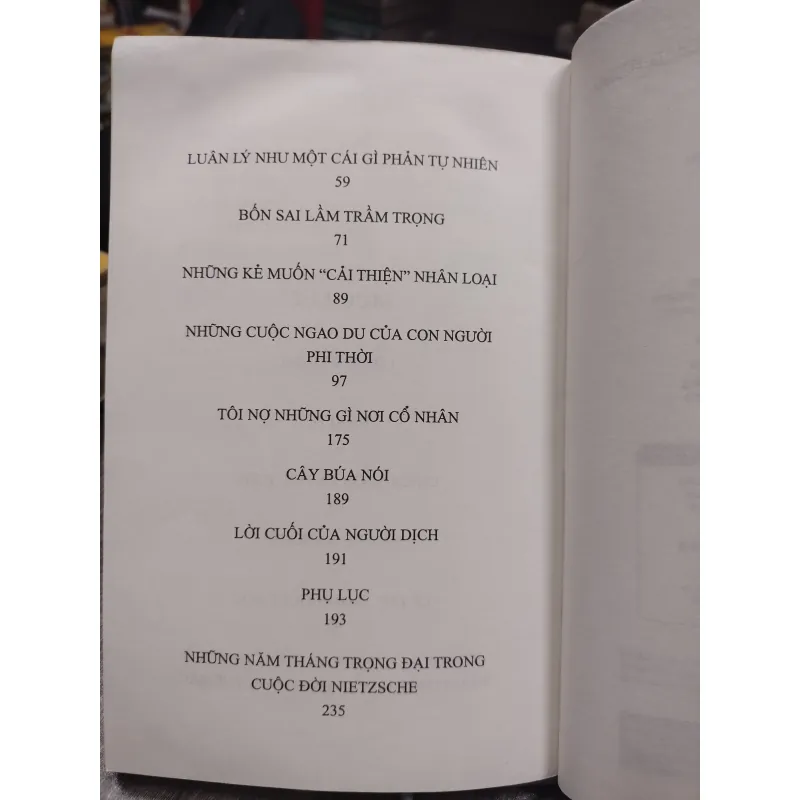 LUÂN LÝ NHƯ MỘT CÁI GÌ PHẢN TỰ NHIÊN
59
BỐN SAI LẦM TRẦM TRỌNG
71
NHỮNG KẺ MUỐN “CẢI THIỆN” NHÂN LOẠI
89
NHỮNG CUỘC NGAO DU CỦA CON NGƯỜI
PHI THỜI
97
TÔI NỢ NHỮNG GÌ NƠI CỔ NHÂN
175
CÂY BÚA NÓI
189
LỜI CUỐI CỦA NGƯỜI DỊCH
191
PHỤ LỤC
193
NHỮNG NĂM THÁNG TRỌNG ĐẠI TRONG
CUỘC ĐỜI NIETZSCHE
235